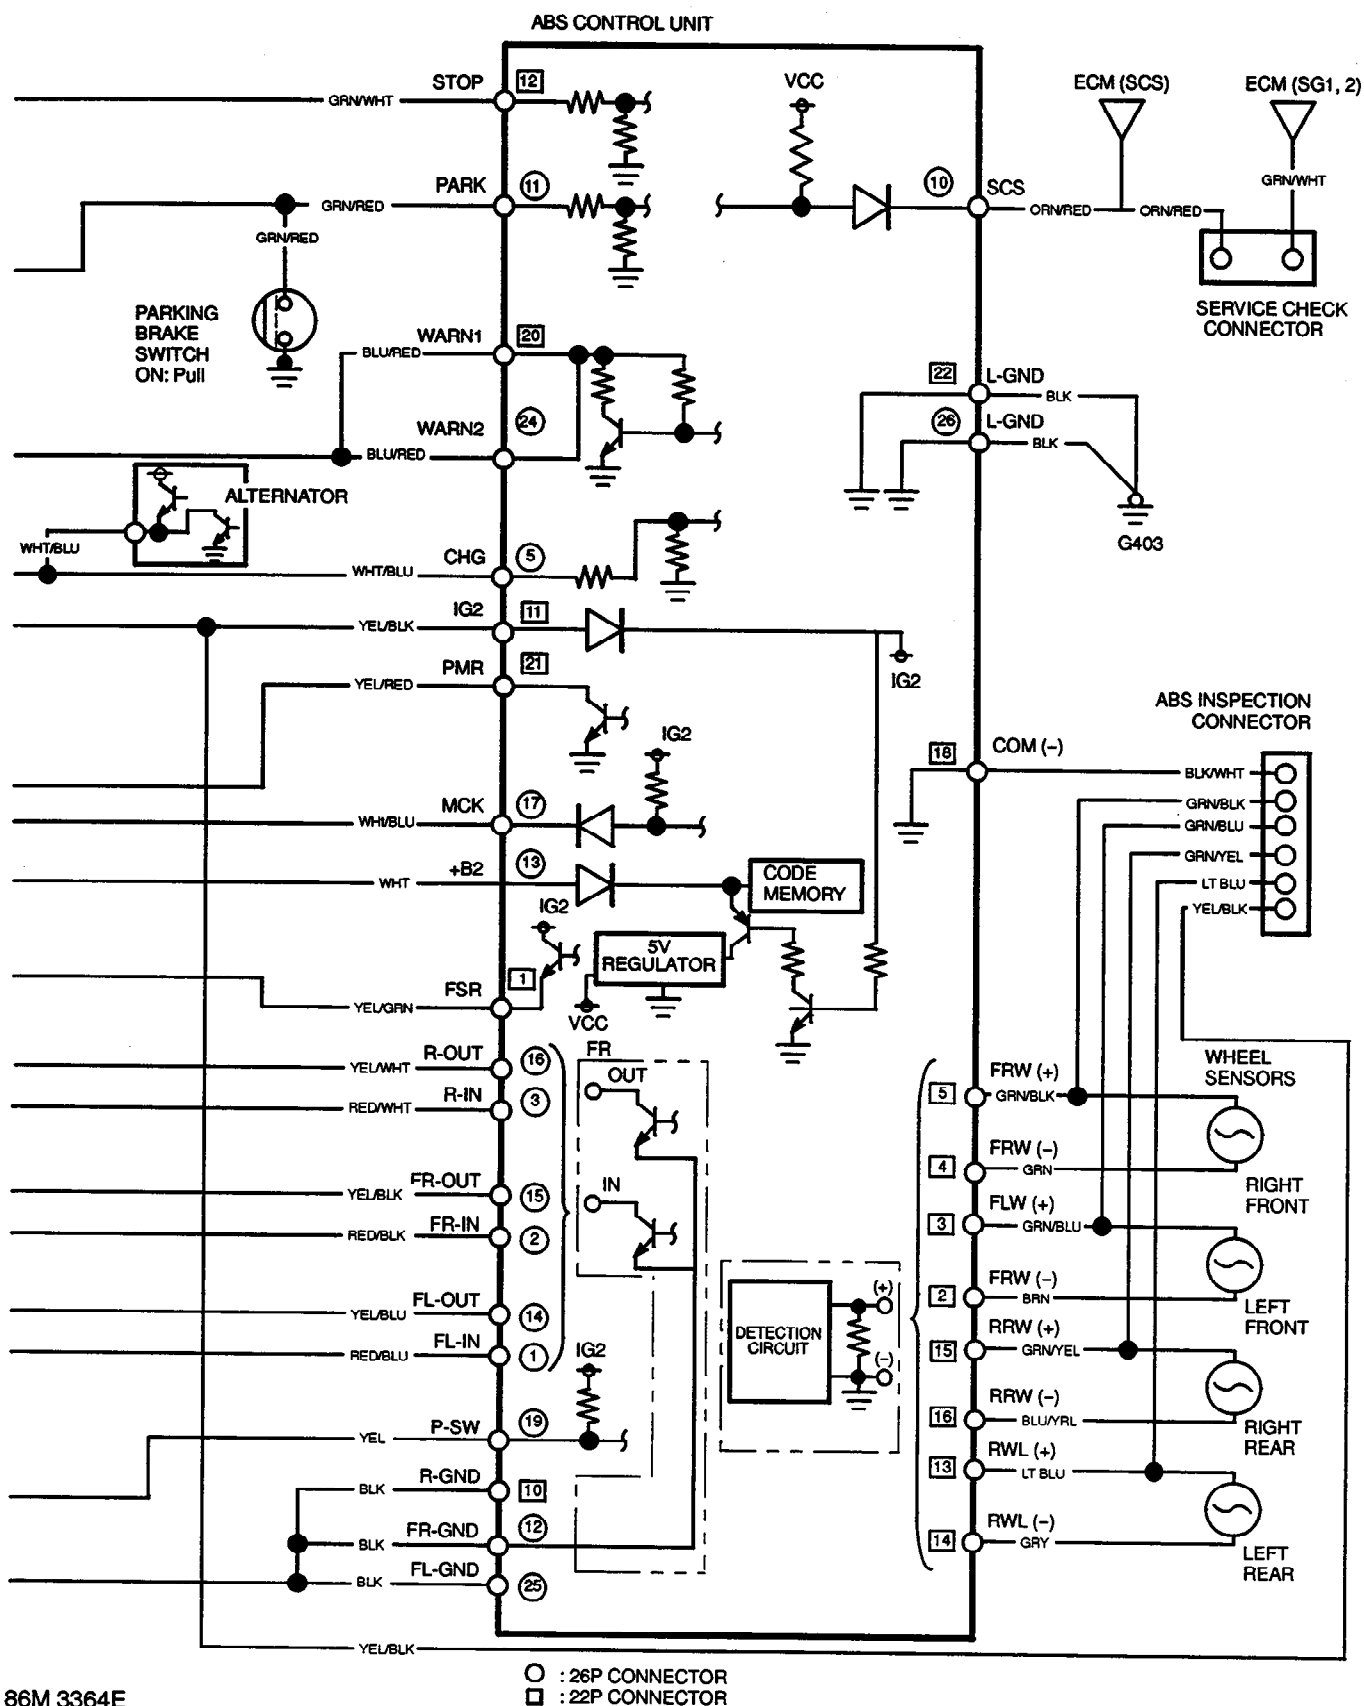 ABS CONTROL UNIT
STOP
12
GRN/WHT
VCC
ECM (SCS)
ECM (SG1, 2)
PARK
11
GRN/RED
GRN/RED
10
SCS
ORN/RED
ORN/RED
GRN/WHT
SERVICE CHECK
CONNECTOR
PARKING
BRAKE
SWITCH
ON: Pull
WARN1
20
BLU/RED
WARN2
24
BLU/RED
22
L-GND
BLK
26
L-GND
BLK
G403
ALTERNATOR
WHT/BLU
CHG
5
WHT/BLU
IG2
11
YEL/BLK
IG2
PMR
21
YEL/RED
IG2
MCK
17
WHT/BLU
+B2
13
WHT
CODE
MEMORY
IG2
5V
REGULATOR
VCC
FSR
1
YEL/GRN
18
COM (–)
ABS INSPECTION
CONNECTOR
BLK/WHT
GRN/BLK
GRN/BLU
GRN/YEL
LT BLU
YEL/BLK
R-OUT
16
YEL/WHT
R-IN
3
RED/WHT
FR-OUT
15
YEL/BLK
FR-IN
2
RED/BLK
FL-OUT
14
YEL/BLU
FL-IN
1
RED/BLU
FR
OUT
IN
IG2
P-SW
19
YEL
R-GND
10
BLK
FR-GND
12
BLK
FL-GND
25
BLK
DETECTION
CIRCUIT
(+)
(–)
WHEEL
SENSORS
5
FRW (+)
GRN/BLK
4
FRW (–)
GRN
RIGHT
FRONT
3
FLW (+)
GRN/BLU
2
FRW (–)
BRN
LEFT
FRONT
15
RRW (+)
GRN/YEL
16
RRW (–)
BLU/YRL
RIGHT
REAR
13
RWL (+)
LT BLU
14
RWL (–)
GRY
LEFT
REAR
YEL/BLK
: 26P CONNECTOR
: 22P CONNECTOR
86M 3364E